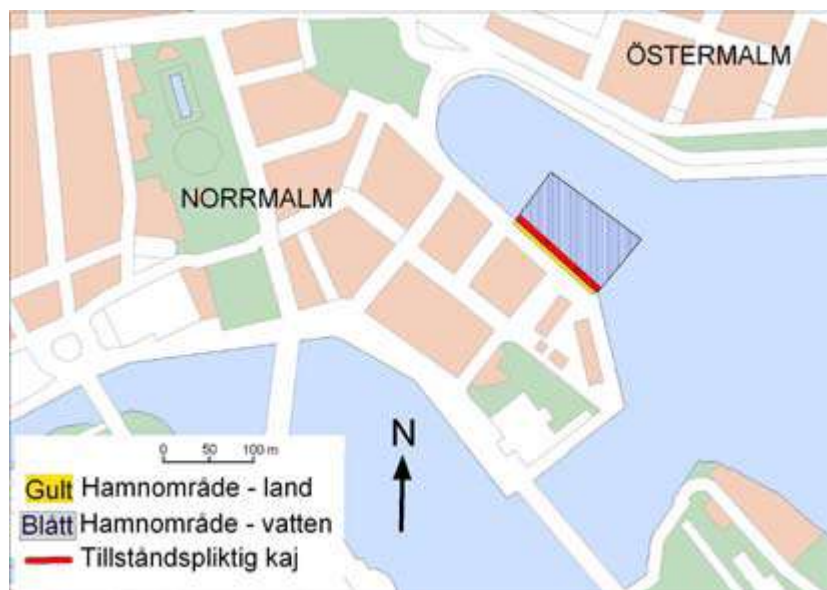 ÖSTERMALM
NORRMALM
N
0 50 100 m
Gult Hamnområde - land
Blått Hamnområde - vatten
Tillståndspliktig kaj